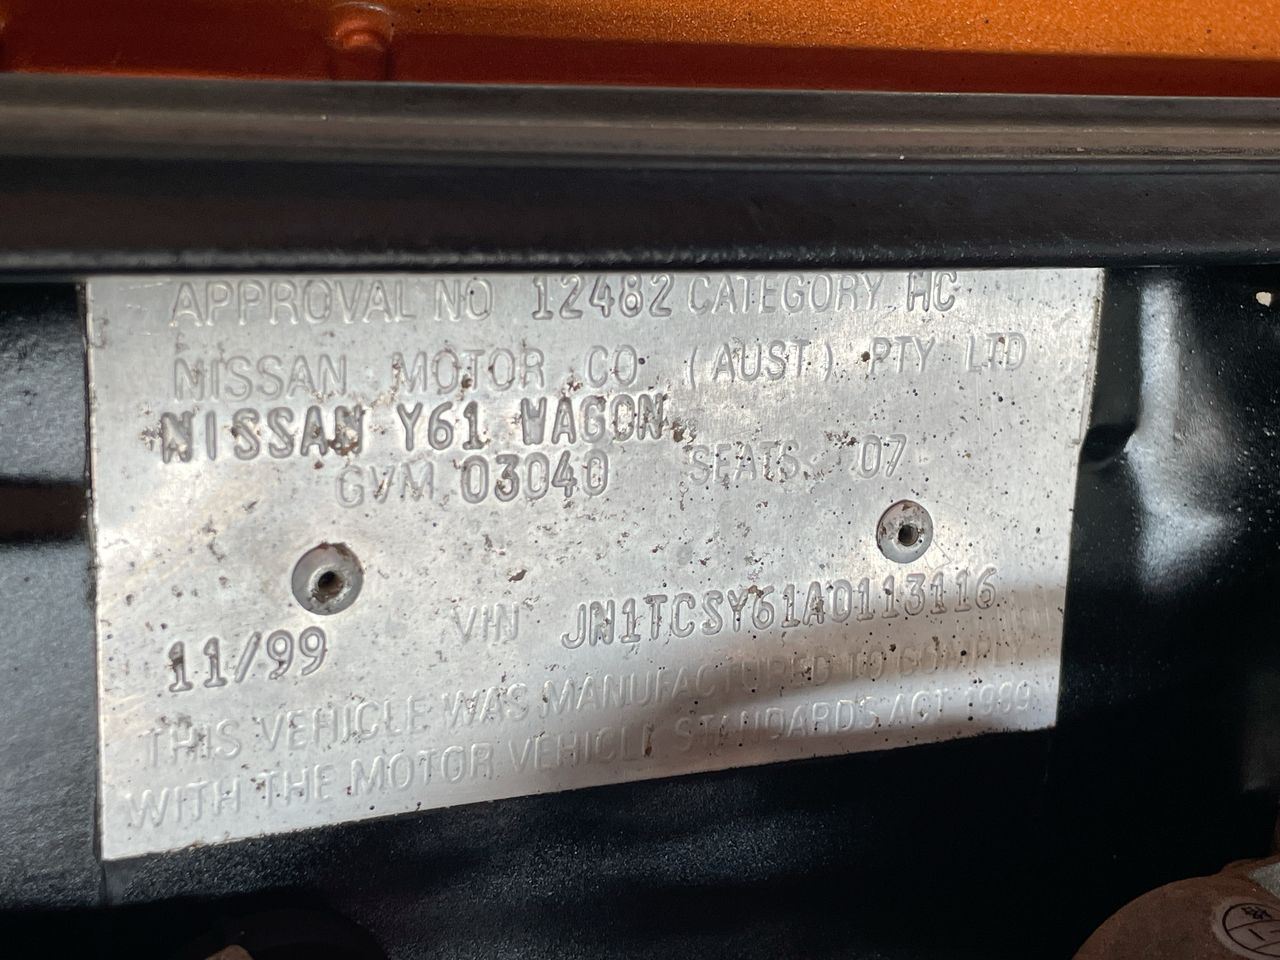 APPROVAL NO 12482 CATEGORY HC
NISSAN MOTOR CO (AUST) PTY LTD
NISSAN Y61 WAGON
GVM 03040 SEATS 07
11/99 VIN JN1TCSY61A0113116
THIS VEHICLE WAS MANUFACTURED TO COMPLY
WITH THE MOTOR VEHICLE STANDARDS ACT 1989